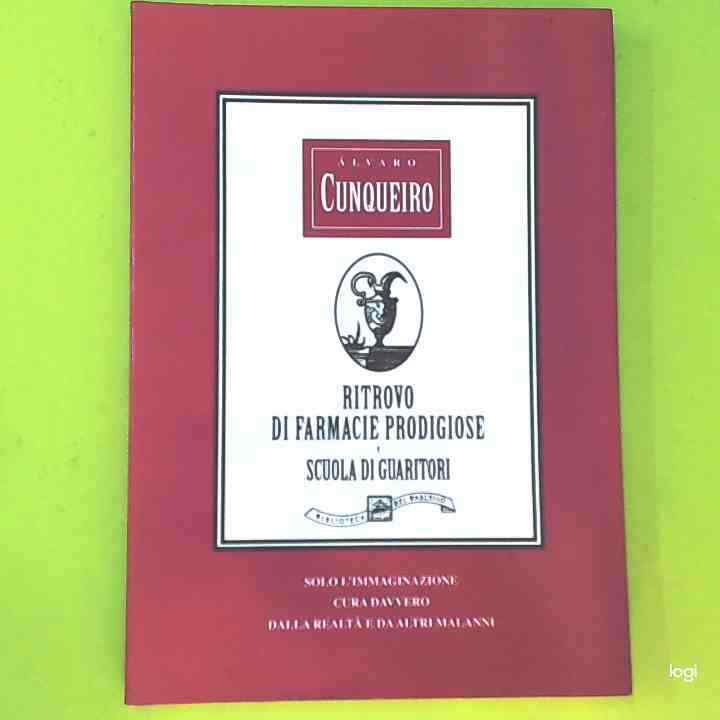 ÁLVARO
CUNQUEIRO
RITROVO
DI FARMACIE PRODIGIOSE
SCUOLA DI GUARITORI
BIBLIOTECA DEL
SOLO L'IMMAGINAZIONE
CURA DAVVERO
DALLA REALTÀ E DA ALTRI MALANNI
logi